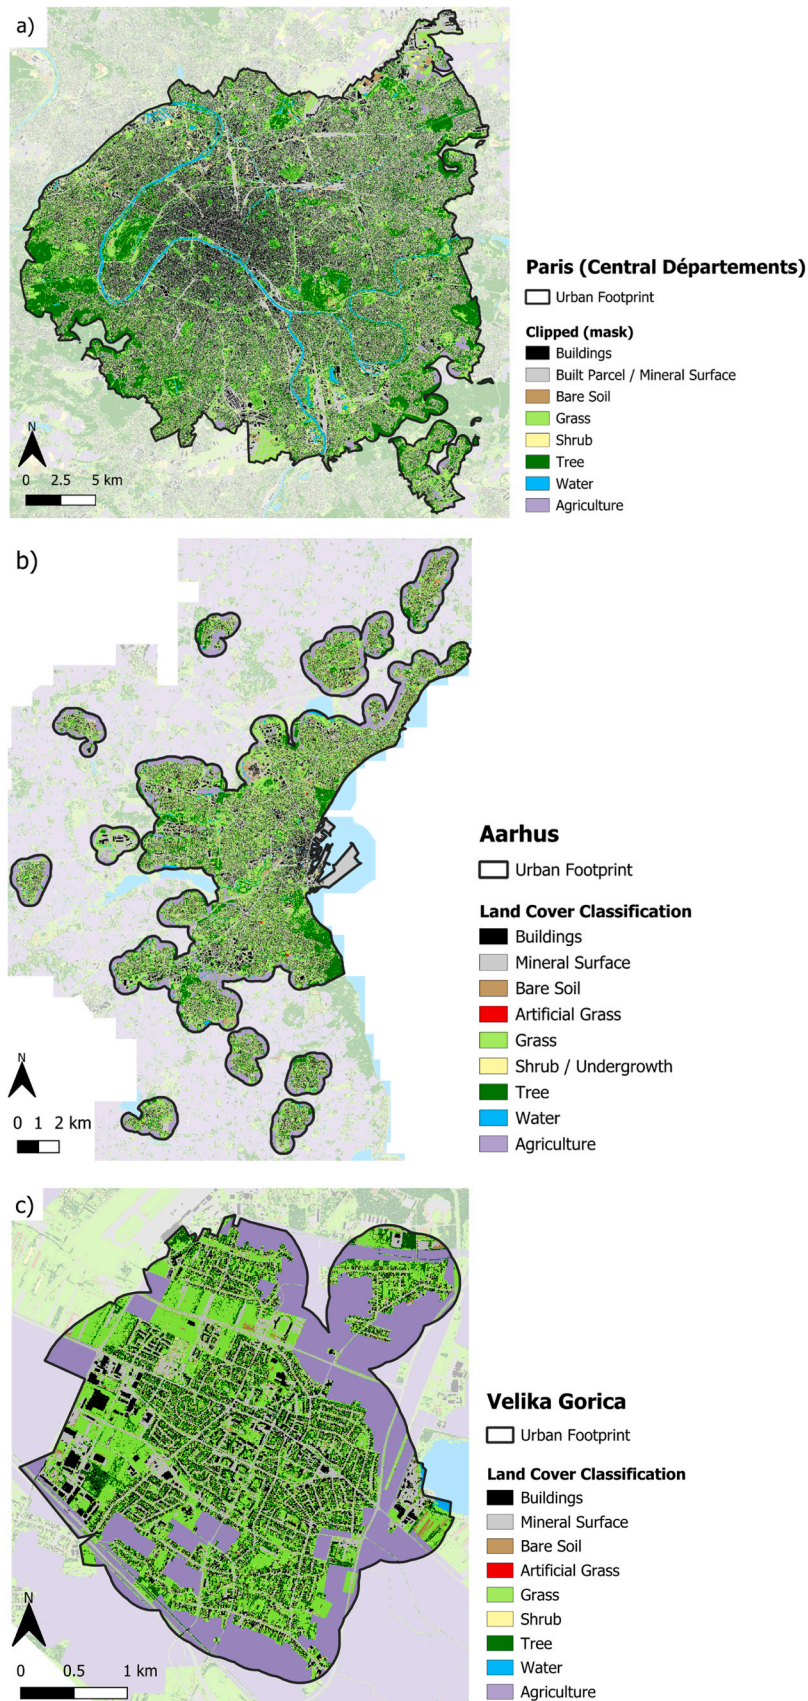 a)
Paris (Central Départements)
Urban Footprint
Clipped (mask)
Buildings
Built Parcel / Mineral Surface
Bare Soil
Grass
Shrub
Tree
Water
Agriculture
N
0 2.5 5 km
b)
Aarhus
Urban Footprint
Land Cover Classification
Buildings
Mineral Surface
Bare Soil
Artificial Grass
Grass
Shrub / Undergrowth
Tree
Water
Agriculture
N
0 1 2 km
c)
Velika Gorica
Urban Footprint
Land Cover Classification
Buildings
Mineral Surface
Bare Soil
Artificial Grass
Grass
Shrub
Tree
Water
Agriculture
N
0 0.5 1 km